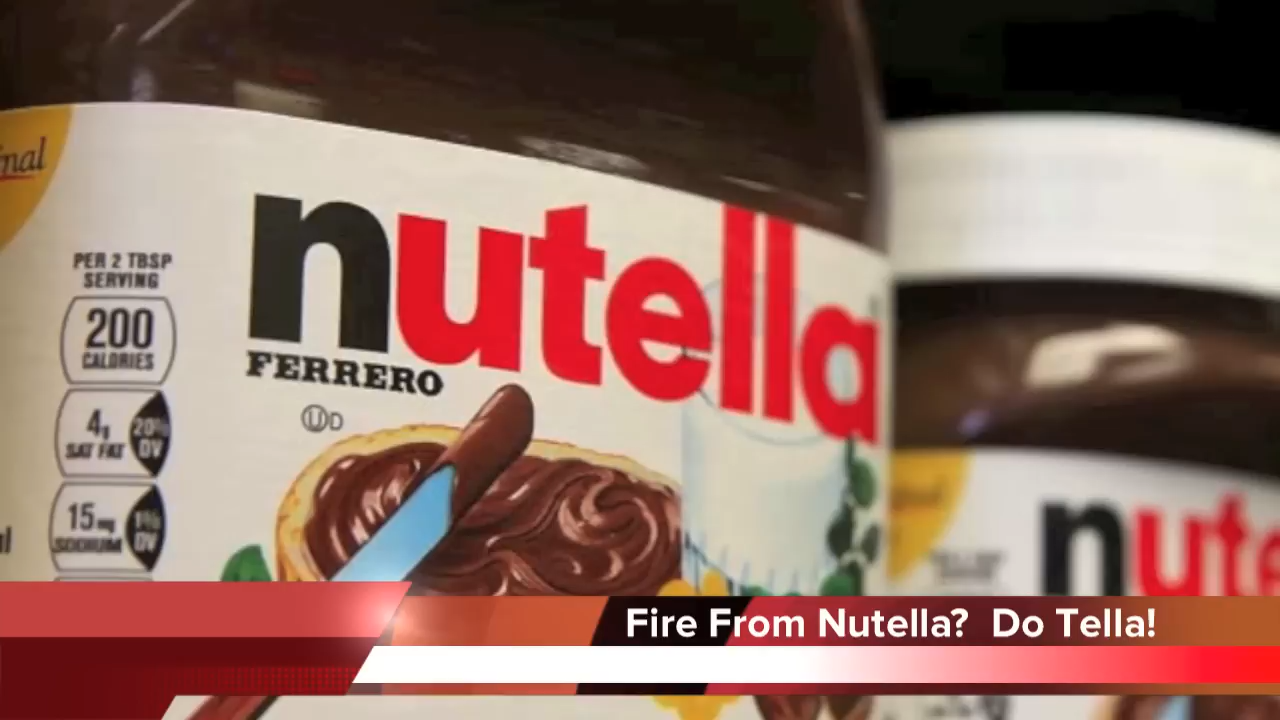 nal
PER 2 TBSP
SERVING
200
CALORIES
4g
SAT FAT
20%
DV
15mg
SODIUM
1%
DV
nutella
FERRERO
UD
nute
Fire From Nutella?  Do Tella!